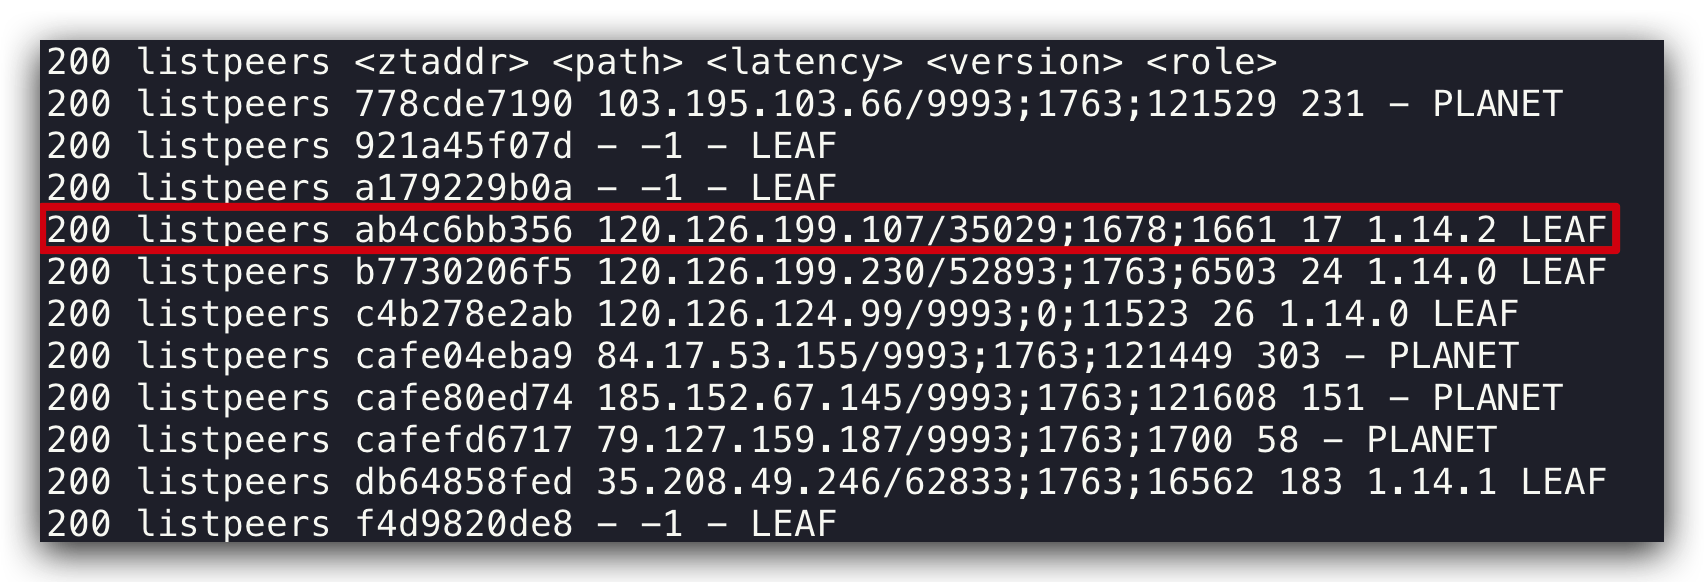 200 listpeers <ztaddr> <path> <latency> <version> <role>
200 listpeers 778cde7190 103.195.103.66/9993;1763;121529 231 - PLANET
200 listpeers 921a45f07d - -1 - LEAF
200 listpeers a179229b0a - -1 - LEAF
200 listpeers ab4c6bb356 120.126.199.107/35029;1678;1661 17 1.14.2 LEAF
200 listpeers b7730206f5 120.126.199.230/52893;1763;6503 24 1.14.0 LEAF
200 listpeers c4b278e2ab 120.126.124.99/9993;0;11523 26 1.14.0 LEAF
200 listpeers cafe04eba9 84.17.53.155/9993;1763;121449 303 - PLANET
200 listpeers cafe80ed74 185.152.67.145/9993;1763;121608 151 - PLANET
200 listpeers cafefd6717 79.127.159.187/9993;1763;1700 58 - PLANET
200 listpeers db64858fed 35.208.49.246/62833;1763;16562 183 1.14.1 LEAF
200 listpeers f4d9820de8 - -1 - LEAF